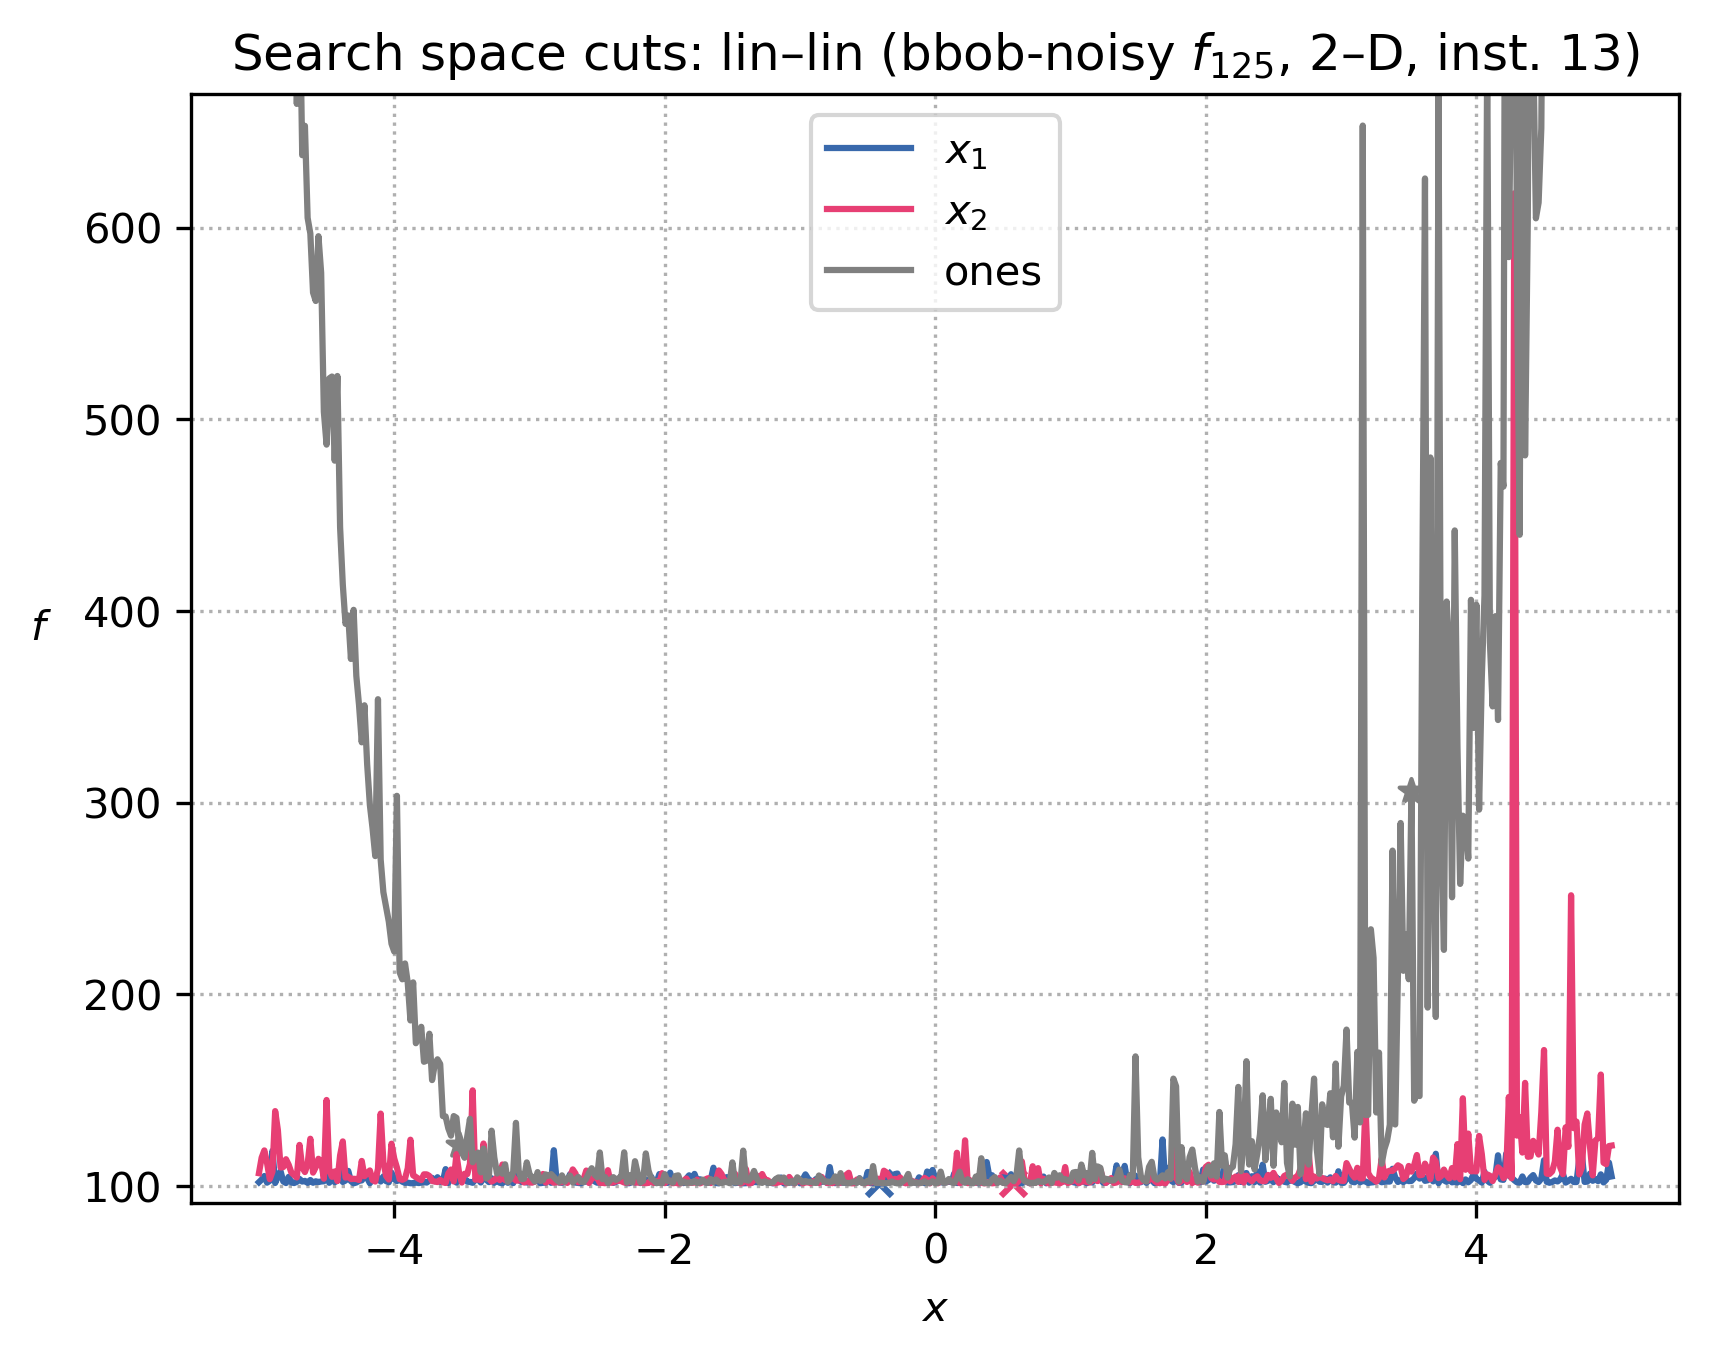 Search space cuts: lin–lin (bbob-noisy f₁₂₅, 2–D, inst. 13)
x₁
x₂
ones
600
500
400
300
200
100
f
−4
−2
0
2
4
x